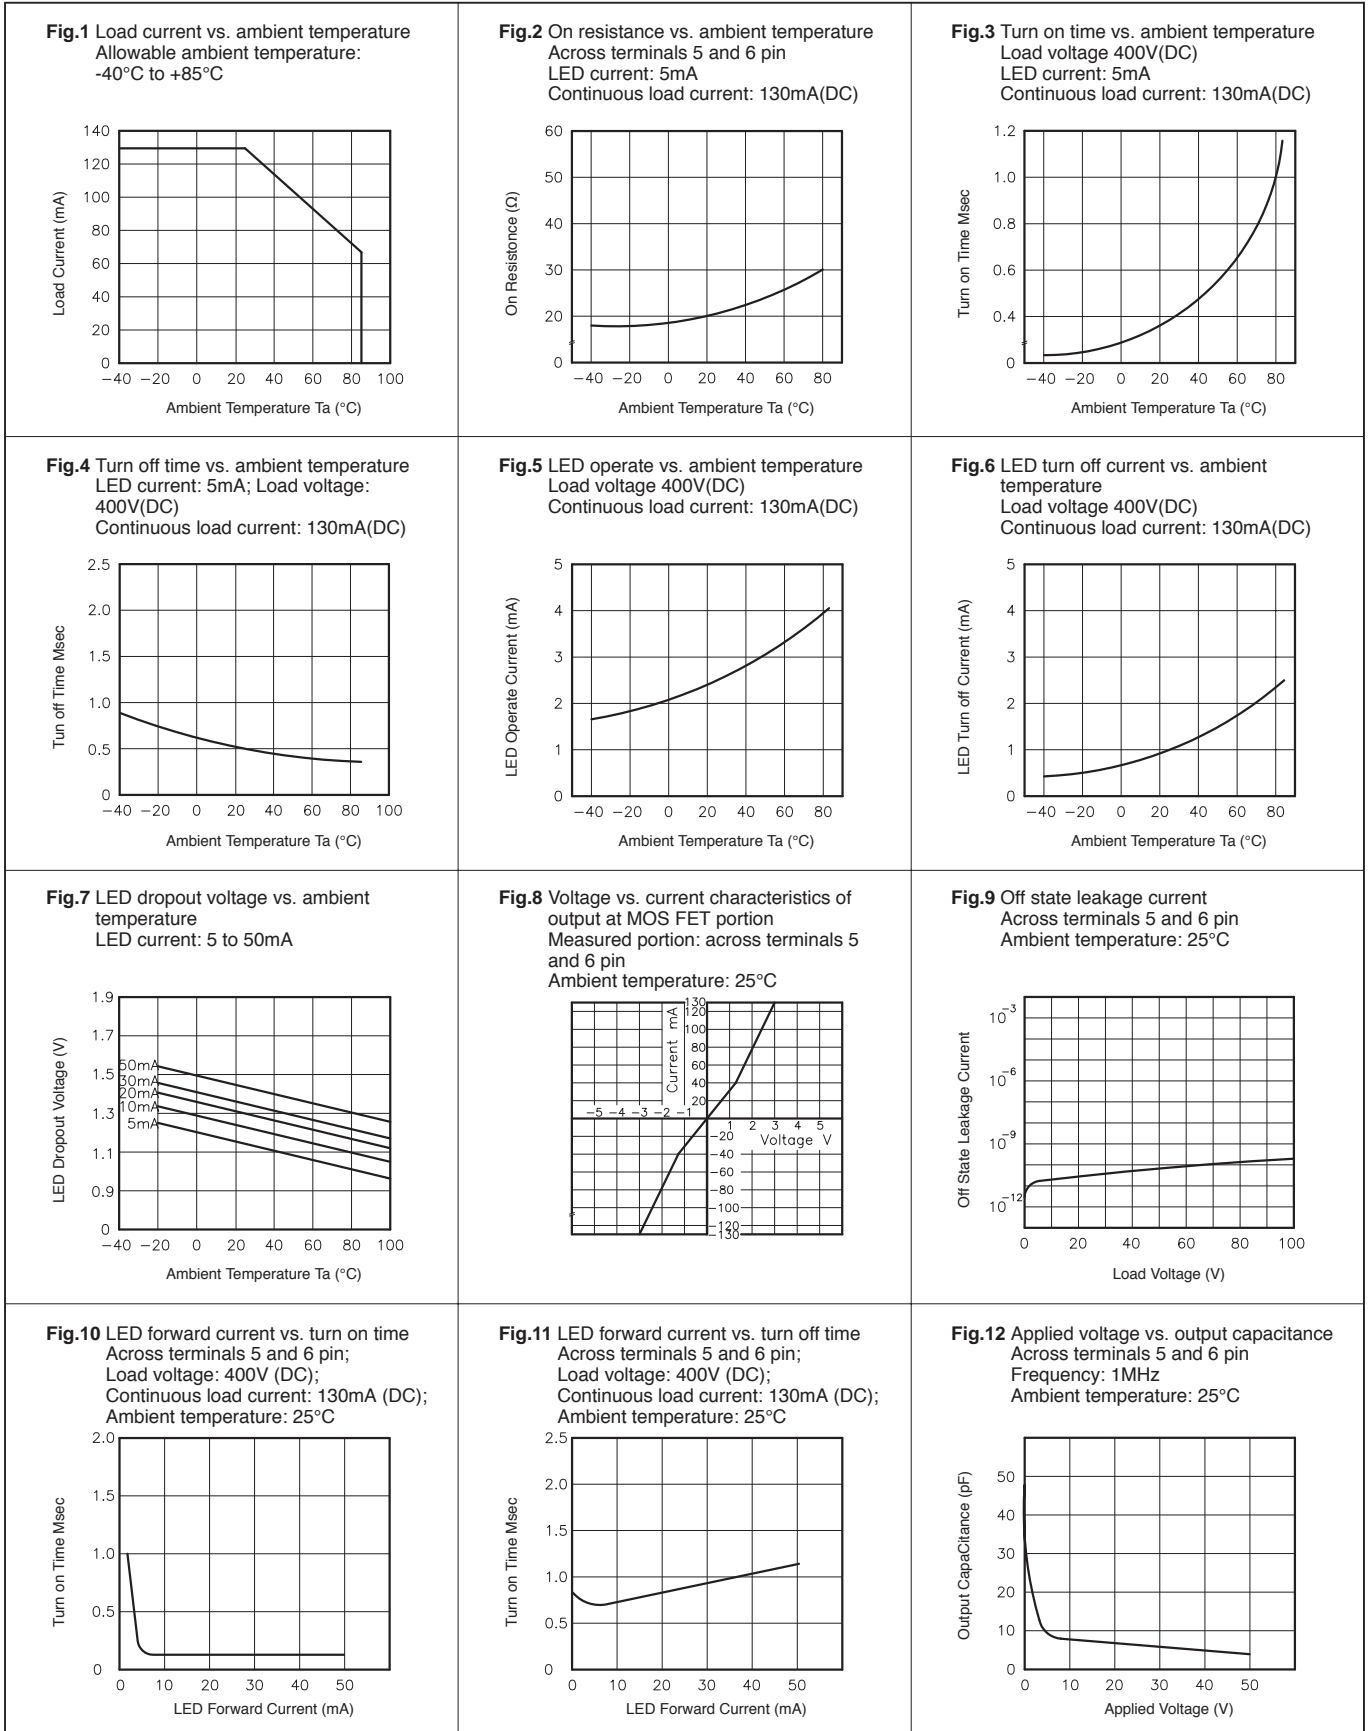 Fig.1 Load current vs. ambient temperature
Allowable ambient temperature:
-40°C to +85°C
140
120
100
80
60
40
20
0
Load Current (mA)
−40 −20 0 20 40 60 80 100
Ambient Temperature Ta (°C)
Fig.2 On resistance vs. ambient temperature
Across terminals 5 and 6 pin
LED current: 5mA
Continuous load current: 130mA(DC)
60
50
40
30
20
0
On Resistonce (Ω)
−40 −20 0 20 40 60 80
Ambient Temperature Ta (°C)
Fig.3 Turn on time vs. ambient temperature
Load voltage 400V(DC)
LED current: 5mA
Continuous load current: 130mA(DC)
1.2
1.0
0.8
0.6
0.4
0
Turn on Time Msec
−40 −20 0 20 40 60 80
Ambient Temperature Ta (°C)
Fig.4 Turn off time vs. ambient temperature
LED current: 5mA; Load voltage:
400V(DC)
Continuous load current: 130mA(DC)
2.5
2.0
1.5
1.0
0.5
0
Tun off Time Msec
−40 −20 0 20 40 60 80 100
Ambient Temperature Ta (°C)
Fig.5 LED operate vs. ambient temperature
Load voltage 400V(DC)
Continuous load current: 130mA(DC)
5
4
3
2
1
0
LED Operate Current (mA)
−40 −20 0 20 40 60 80
Ambient Temperature Ta (°C)
Fig.6 LED turn off current vs. ambient
temperature
Load voltage 400V(DC)
Continuous load current: 130mA(DC)
5
4
3
2
1
0
LED Turn off Current (mA)
−40 −20 0 20 40 60 80
Ambient Temperature Ta (°C)
Fig.7 LED dropout voltage vs. ambient
temperature
LED current: 5 to 50mA
1.9
1.7
1.5
1.3
1.1
0.9
0
LED Dropout Voltage (V)
50mA
30mA
20mA
10mA
5mA
−40 −20 0 20 40 60 80 100
Ambient Temperature Ta (°C)
Fig.8 Voltage vs. current characteristics of
output at MOS FET portion
Measured portion: across terminals 5
and 6 pin
Ambient temperature: 25°C
130
120
100
80
60
40
20
Current mA
−5 −4 −3 −2 −1
1 2 3 4 5
Voltage V
−20
−40
−60
−80
−100
−120
−130
Fig.9 Off state leakage current
Across terminals 5 and 6 pin
Ambient temperature: 25°C
10−3
10−6
10−9
10−12
Off State Leakage Current
0 20 40 60 80 100
Load Voltage (V)
Fig.10 LED forward current vs. turn on time
Across terminals 5 and 6 pin;
Load voltage: 400V (DC);
Continuous load current: 130mA (DC);
Ambient temperature: 25°C
2.0
1.5
1.0
0.5
0
Turn on Time Msec
0 10 20 30 40 50
LED Forward Current (mA)
Fig.11 LED forward current vs. turn off time
Across terminals 5 and 6 pin;
Load voltage: 400V (DC);
Continuous load current: 130mA (DC);
Ambient temperature: 25°C
2.5
2.0
1.5
1.0
0.5
0
Turn on Time Msec
0 10 20 30 40 50
LED Forward Current (mA)
Fig.12 Applied voltage vs. output capacitance
Across terminals 5 and 6 pin
Frequency: 1MHz
Ambient temperature: 25°C
50
40
30
20
10
0
Output CapaCitance (pF)
0 10 20 30 40 50
Applied Voltage (V)